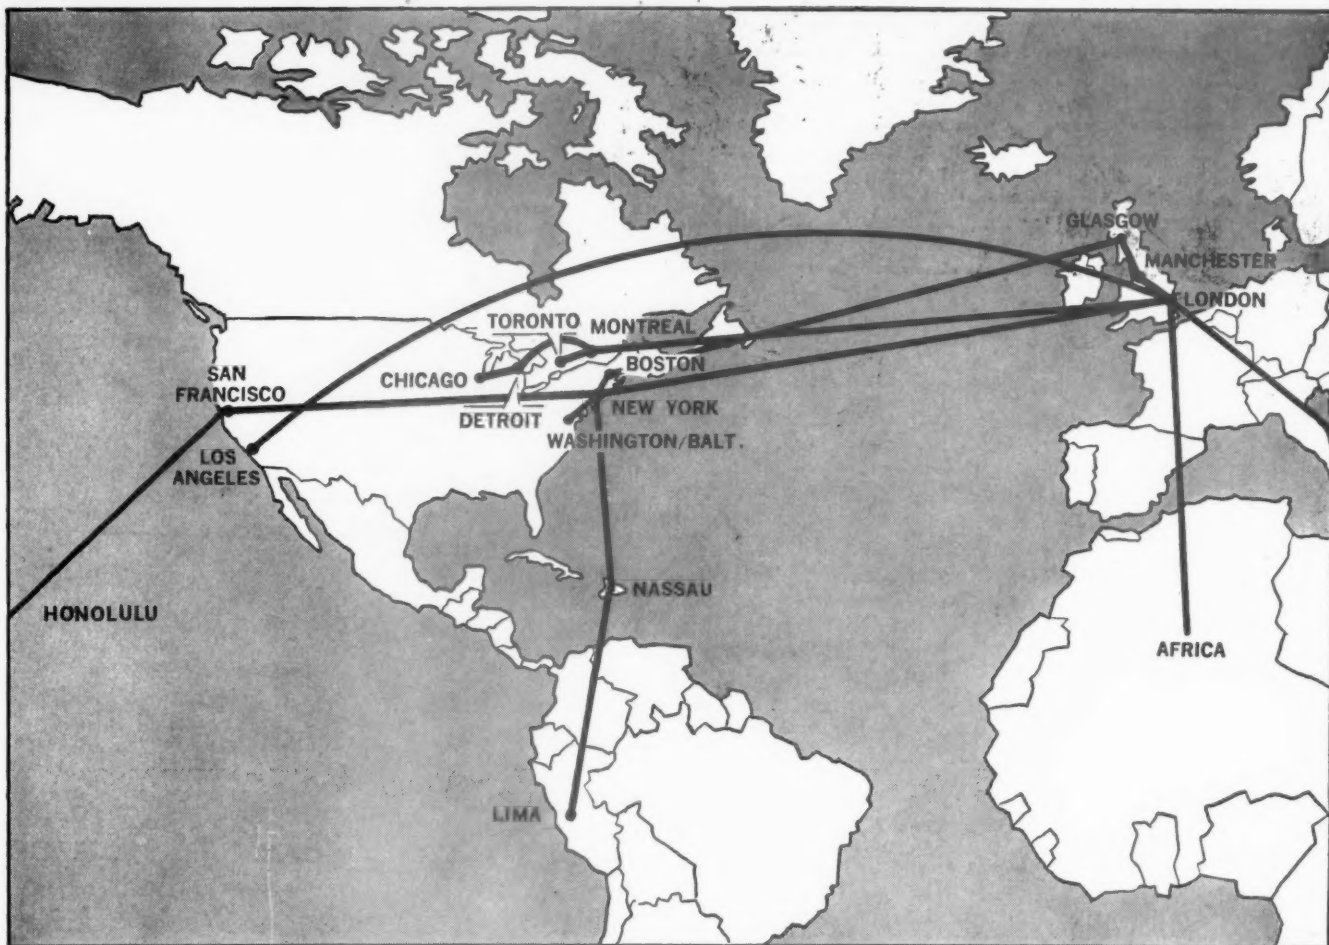 GLASGOW
MANCHESTER
LONDON
TORONTO
MONTREAL
BOSTON
SAN
FRANCISCO
CHICAGO
DETROIT
NEW YORK
WASHINGTON/BALT.
LOS
ANGELES
NASSAU
HONOLULU
AFRICA
LIMA